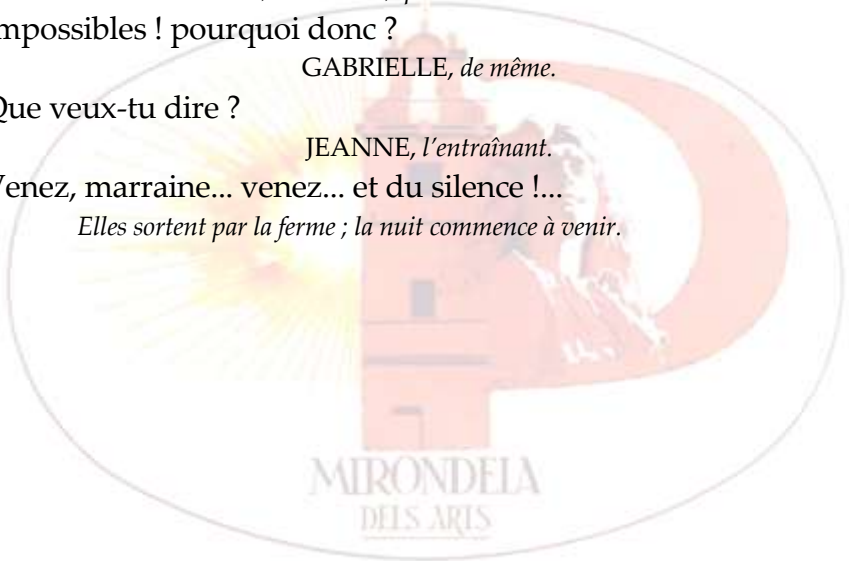 mpossibles ! pourquoi donc ?
GABRIELLE, de même.
Que veux-tu dire ?
JEANNE, l'entraînant.
Venez, marraine... venez... et du silence !...
Elles sortent par la ferme ; la nuit commence à venir.
MIRONDELA
DELS ARTS